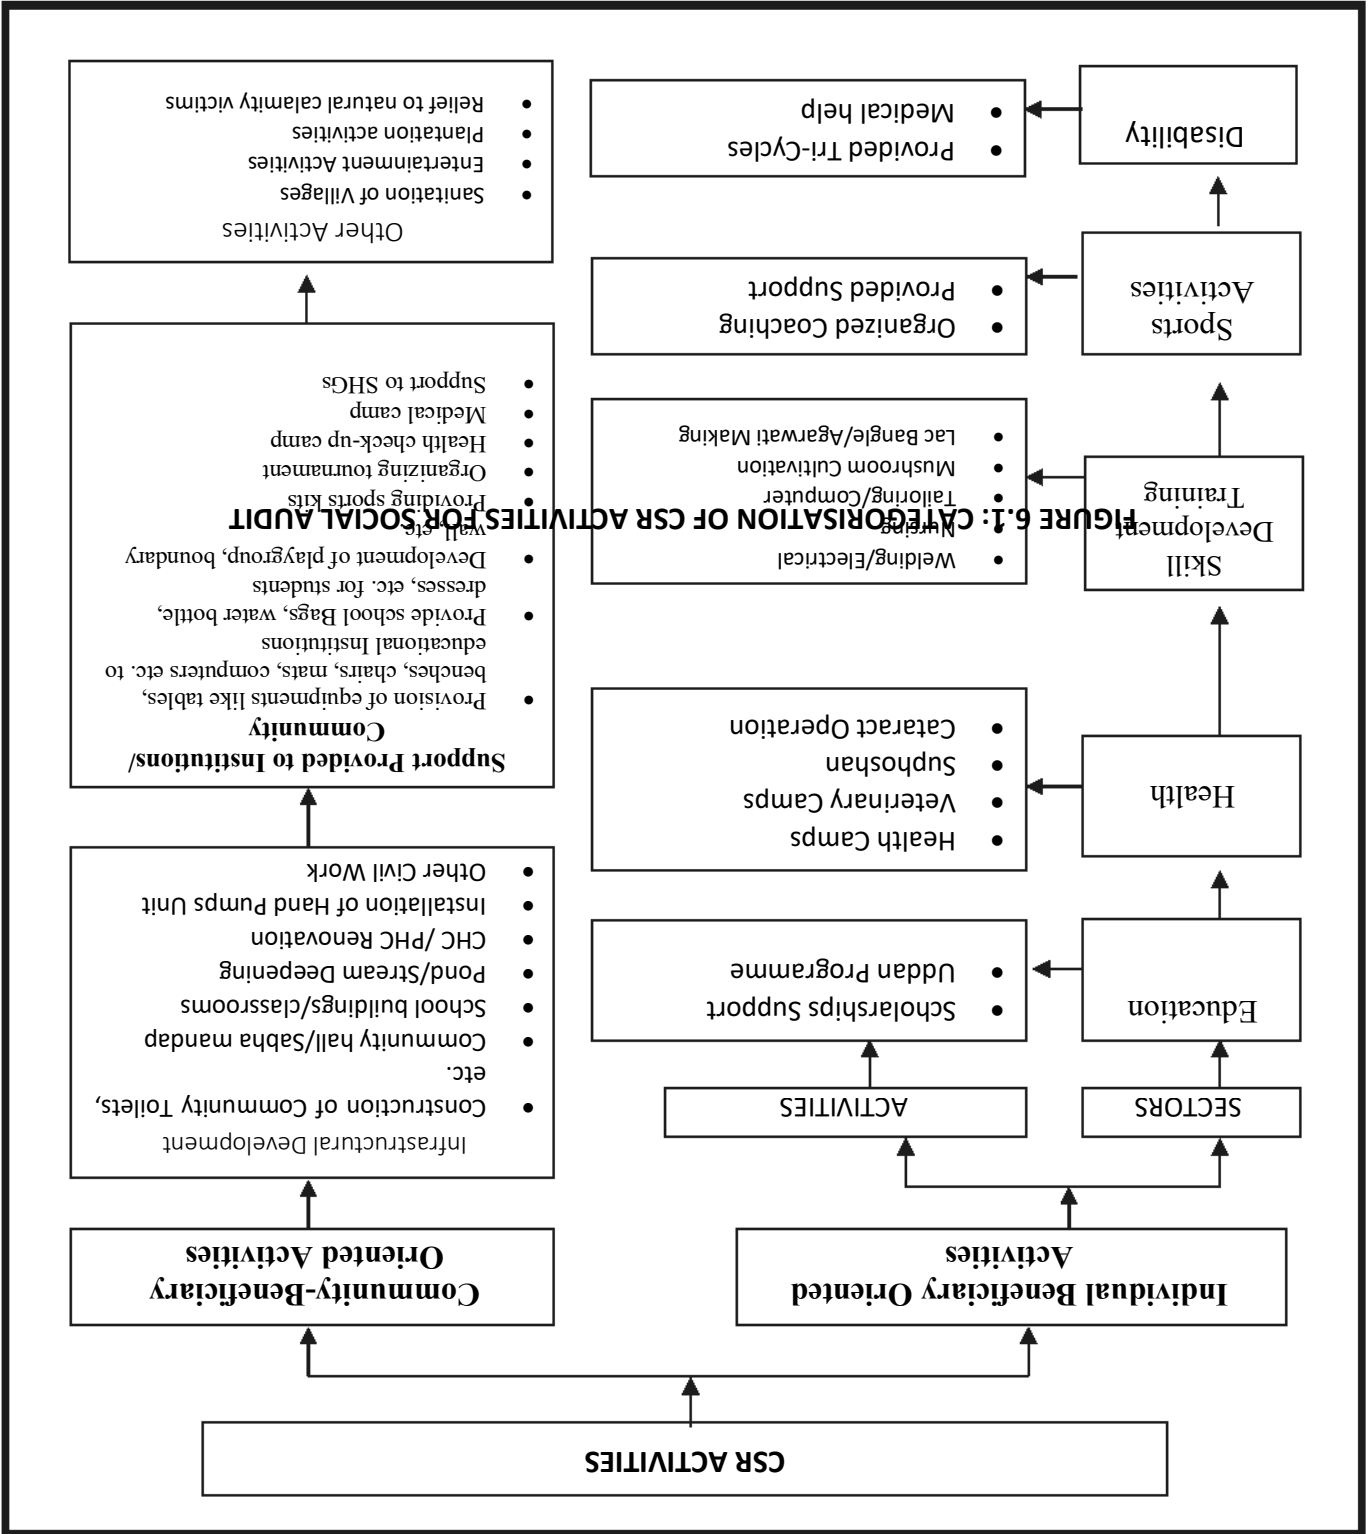 CSR ACTIVITIES
Individual Beneficiary Oriented
Activities
Community-Beneficiary
Oriented Activities
SECTORS
ACTIVITIES
Education
• Scholarships Support
• Uddan Programme
Health
• Health Camps
• Veterinary Camps
• Suphoshan
• Cataract Operation
Skill
Development
Training
• Welding/Electrical
• Nursing
• Tailoring/Computer
• Mushroom Cultivation
• Lac Bangle/Agarwati Making
Sports
Activities
• Organized Coaching
• Provided Support
Disability
• Provided Tri-Cycles
• Medical help
Infrastructural Development
• Construction of Community Toilets,
etc.
• Community hall/Sabha mandap
• School buildings/classrooms
• Pond/Stream Deepening
• CHC /PHC Renovation
• Installation of Hand Pumps Unit
• Other Civil Work
Support Provided to Institutions/
Community
• Provision of equipments like tables,
benches, chairs, mats, computers etc. to
educational Institutions
• Provide school Bags, water bottle,
dresses, etc. for students
• Development of playgroup, boundary
wall, etc.
• Providing sports kits
• Organizing tournament
• Health check-up camp
• Medical camp
• Support to SHGs
Other Activities
• Sanitation of Villages
• Entertainment Activities
• Plantation activities
• Relief to natural calamity victims
FIGURE 6.1: CATEGORISATION OF CSR ACTIVITIES FOR SOCIAL AUDIT